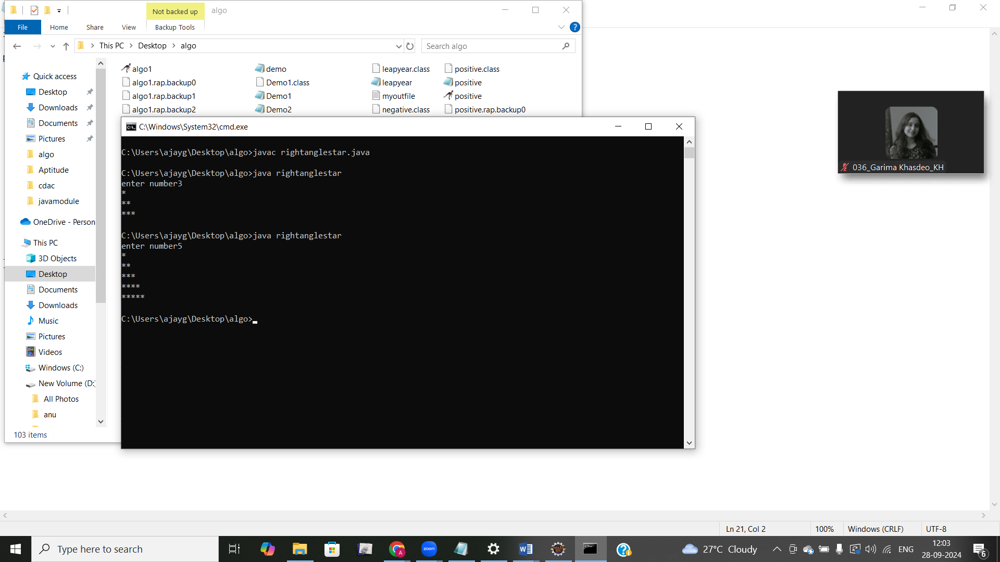 Not backed up
algo
File
Home
Share
View
Backup Tools
This PC
Desktop
algo
Search algo
Quick access
Desktop
Downloads
Documents
Pictures
algo
Aptitude
cdac
javamodule
OneDrive - Person
This PC
3D Objects
Desktop
Documents
Downloads
Music
Pictures
Videos
Windows (C:)
New Volume (D:)
All Photos
anu
103 items
algo1
algo1.rap.backup0
algo1.rap.backup1
algo1.rap.backup2
demo
Demo1.class
Demo1
Demo2
leapyear.class
leapyear
myoutfile
negative.class
positive.class
positive
positive
positive.rap.backup0
C:\Windows\System32\cmd.exe
C:\Users\ajayg\Desktop\algo>javac rightanglestar.java
C:\Users\ajayg\Desktop\algo>java rightanglestar
enter number3
*
**
***
C:\Users\ajayg\Desktop\algo>java rightanglestar
enter number5
*
**
***
****
*****
C:\Users\ajayg\Desktop\algo>
036_Garima Khasdeo_KH
Ln 21, Col 2
100%
Windows (CRLF)
UTF-8
Type here to search
zoom
27°C Cloudy
ENG
12:03
28-09-2024
6